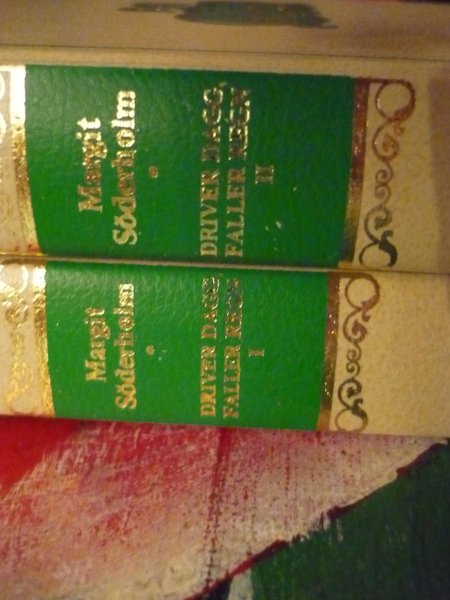 Margit
Söderholm
DRIVER DAGG,
FALLER REGN
II
Margit
Söderholm
DRIVER DAGG,
FALLER REGN
I